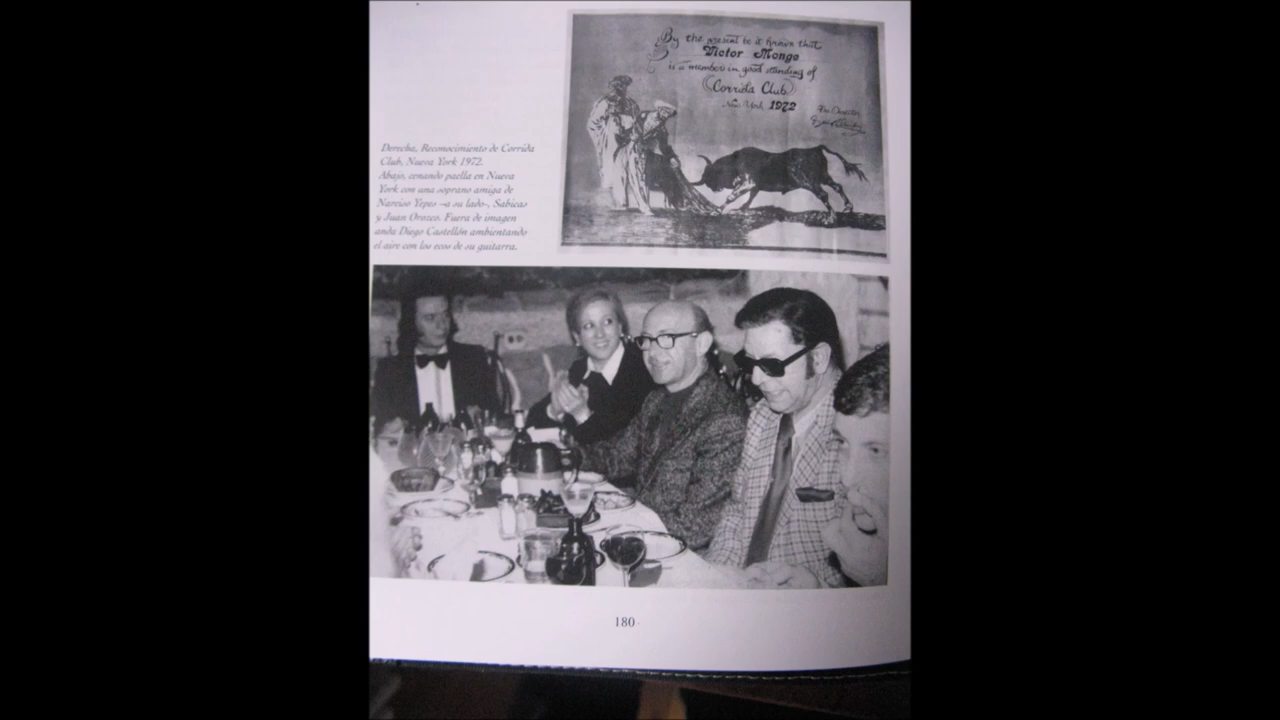 By the present be it known that
Victor Monge
is a member in good standing of
Corrida Club
New York 1972
The Director
Derecha, Reconocimiento de Corrida
Club, Nueva York 1972.
Abajo, cenando paella en Nueva
York con una soprano amiga de
Narciso Yepes –a su lado–, Sabicas
y Juan Orozco. Fuera de imagen
anda Diego Castellón ambientando
el aire con los ecos de su guitarra.
180